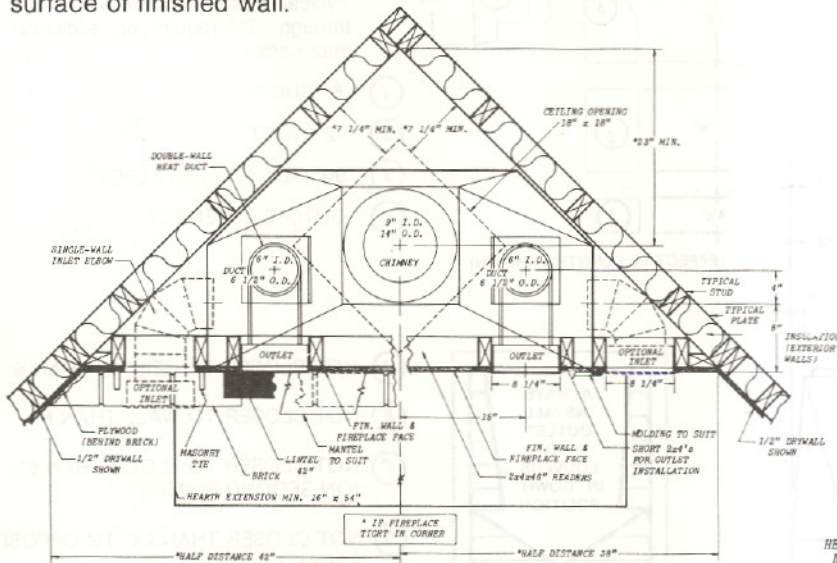 surface of finished wall.
CEILING OPENING
18" x 18"
*7 1/4" MIN.
*7 1/4" MIN.
*23" MIN.
DOUBLE-WALL
HEAT DUCT
9" I.D.
14" O.D.
CHIMNEY
SINGLE-WALL
INLET ELBOW
6" I.D.
DUCT
6 1/2" O.D.
6" I.D.
DUCT
6 1/2" O.D.
TYPICAL
STUD
4"
TYPICAL
PLATE
8"
INSULATION
(EXTERIOR
WALLS)
OUTLET
OUTLET
OPTIONAL
INLET
OPTIONAL
INLET
8 1/4"
8 1/4"
PLYWOOD
(BEHIND BRICK)
1/2" DRYWALL
SHOWN
MASONRY
TIE
BRICK
LINTEL
42"
FIN. WALL &
FIREPLACE FACE
MANTEL
TO SUIT
15"
FIN. WALL &
FIREPLACE FACE
2x4x46" HEADERS
MOLDING TO SUIT
SHORT 2x4's
FOR OUTLET
INSTALLATION
1/2" DRYWALL
SHOWN
HEARTH EXTENSION MIN. 16" x 54"
* IF FIREPLACE
TIGHT IN CORNER
*HALF DISTANCE 42"
*HALF DISTANCE 38"
HE